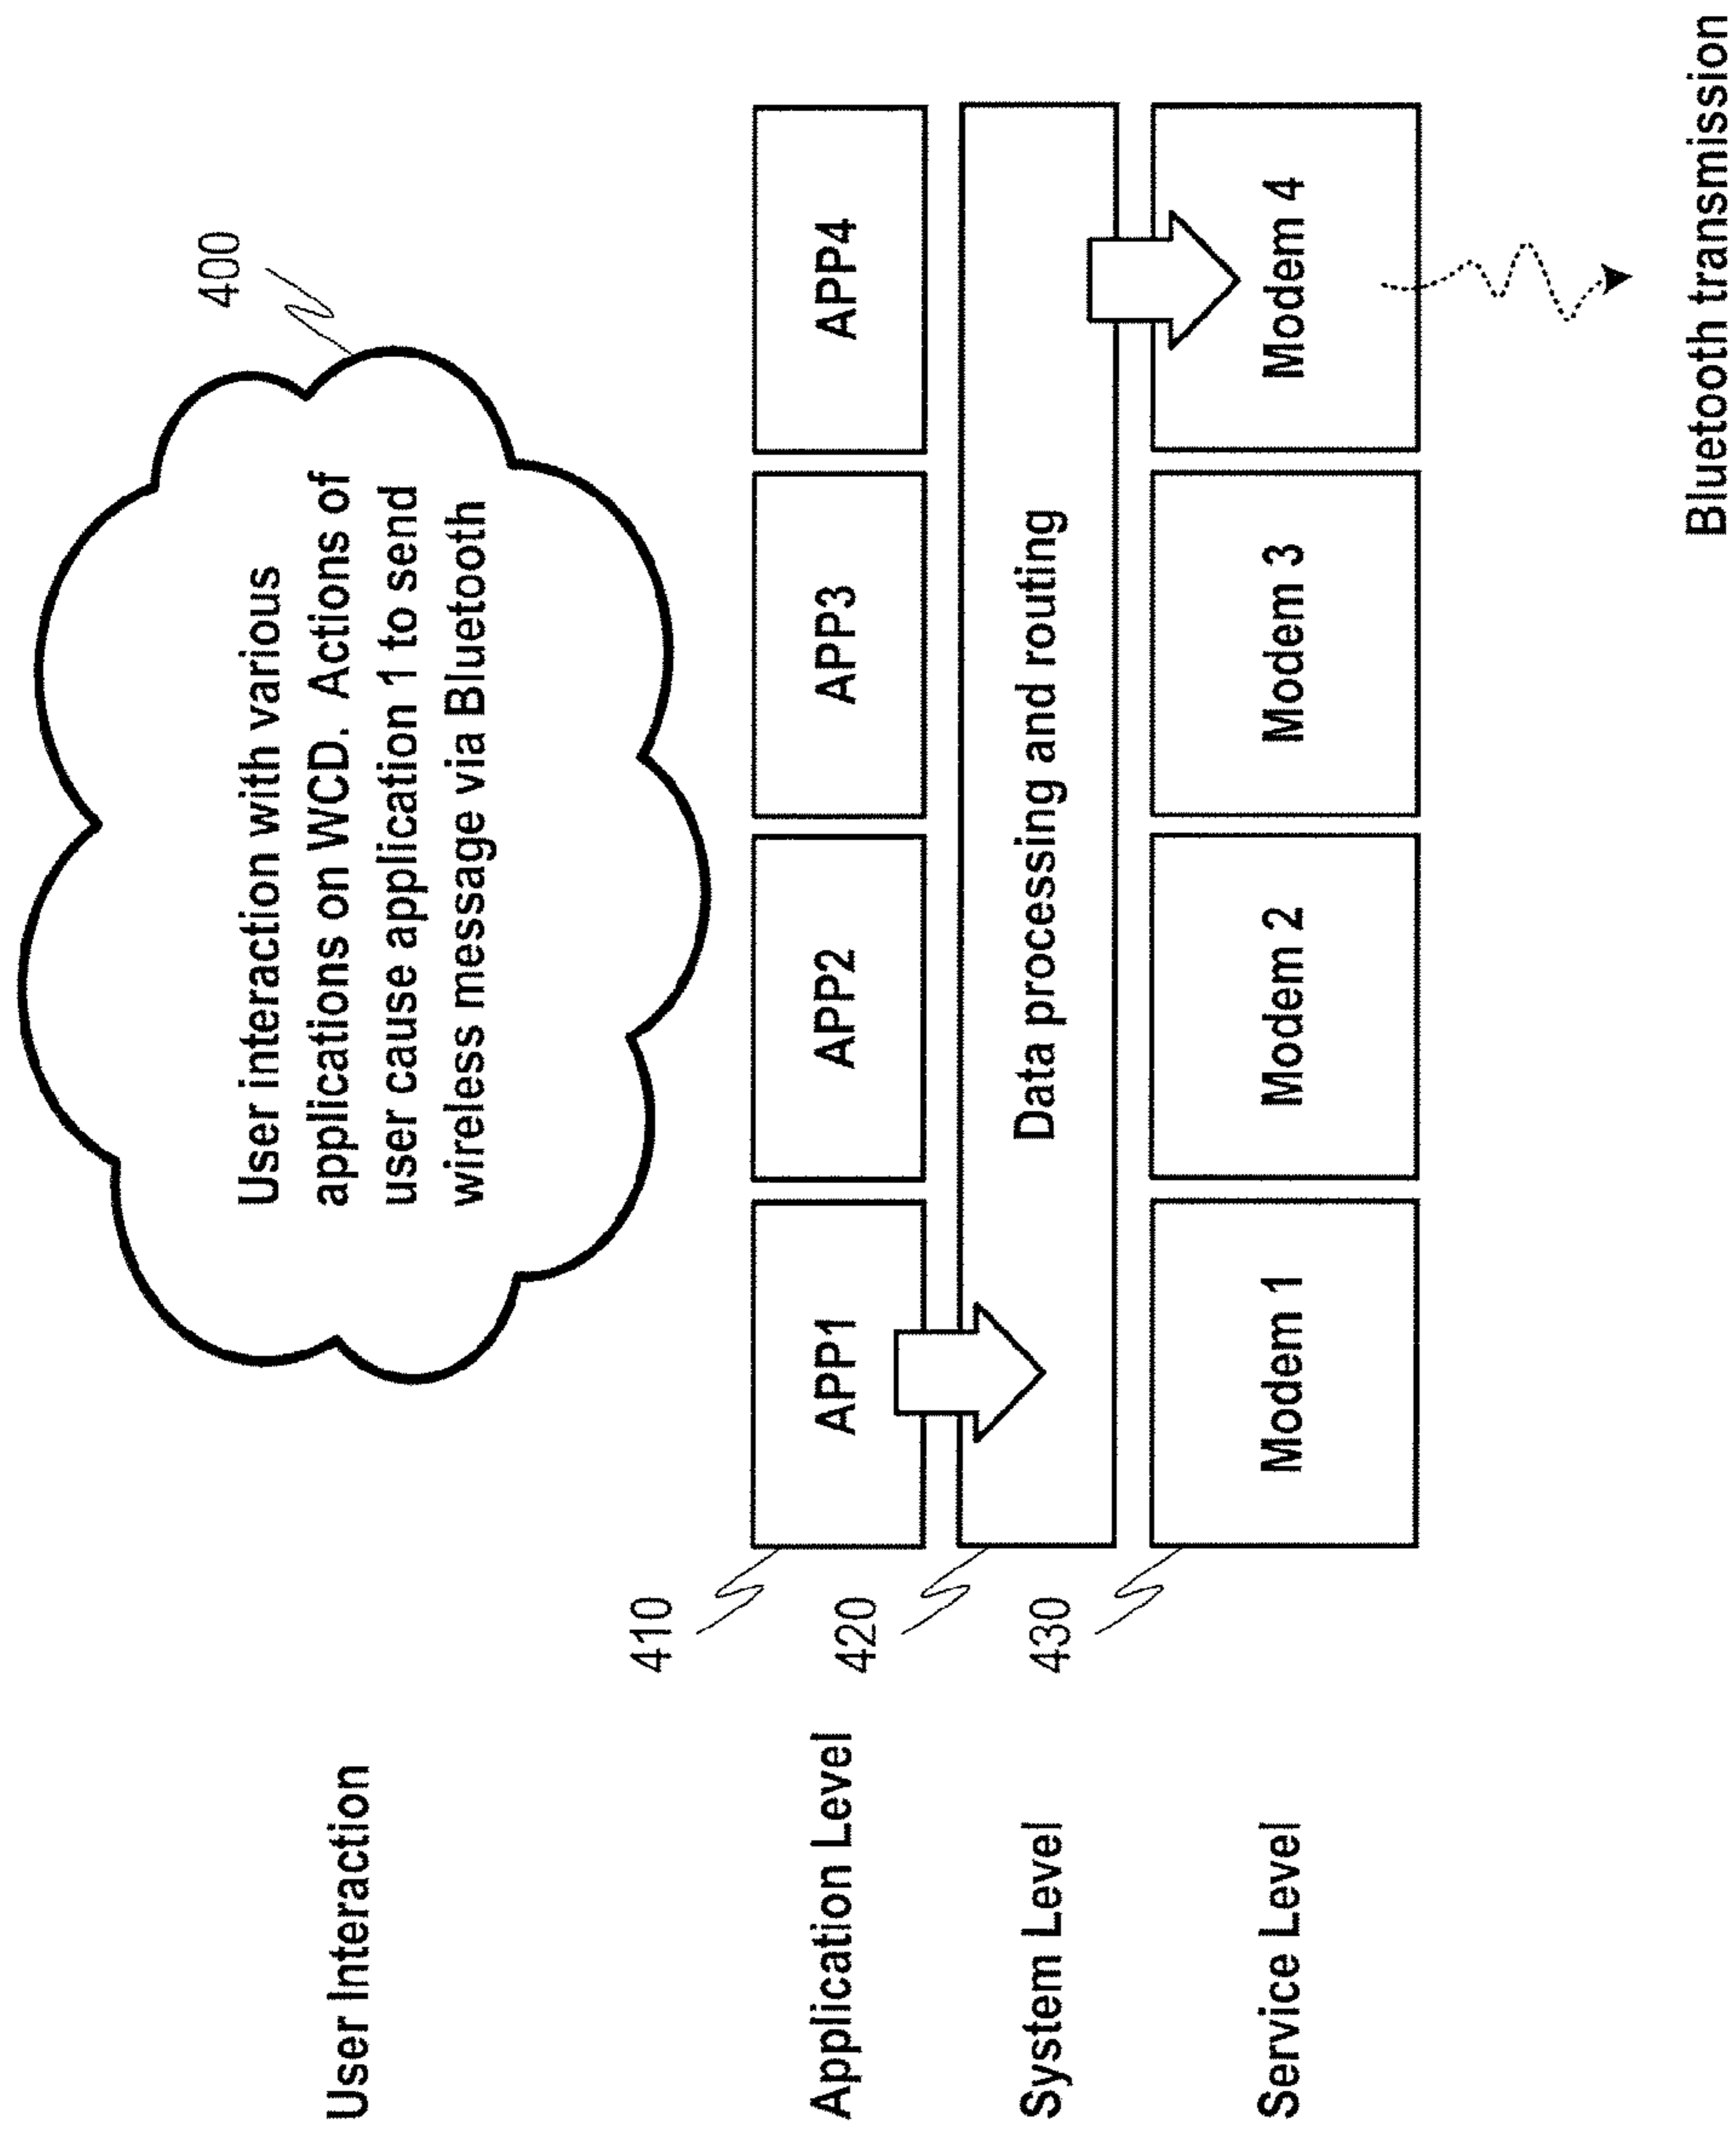 400
User Interaction
User interaction with various
applications on WCD. Actions of
user cause application 1 to send
wireless message via Bluetooth
410
Application Level
APP1
APP2
APP3
APP4
420
System Level
Data processing and routing
430
Service Level
Modem 1
Modem 2
Modem 3
Modem 4
Bluetooth transmission